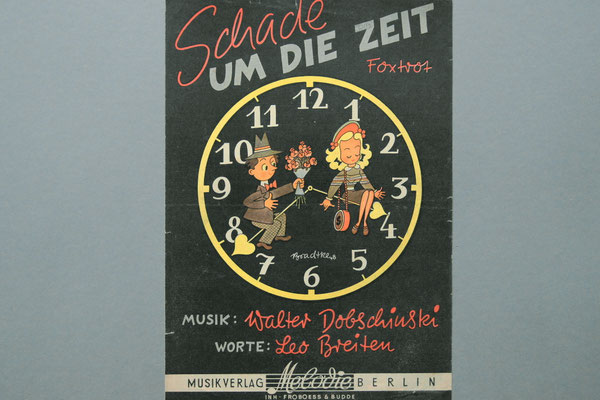 Schade
UM DIE ZEIT
Foxtrot
12
11 1
10 2
9 3
8 4
7 5
6
Bradtke
MUSIK: Walter Dobschinski
WORTE: Leo Breiten
MUSIKVERLAG Melodie BERLIN
INH · FROBOESS & BUDDE